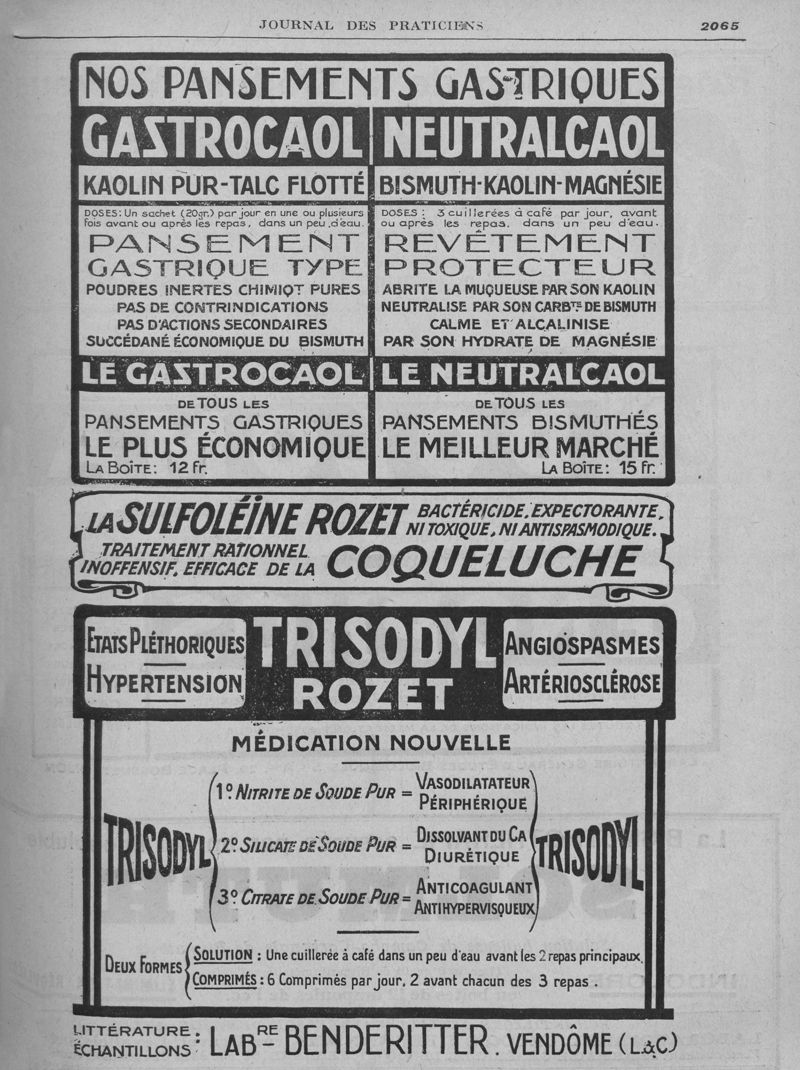 JOURNAL DES PRATICIENS
2065
NOS PANSEMENTS GASTRIQUES
GASTROCAOL
KAOLIN PUR-TALC FLOTTÉ
DOSES: Un sachet (20gr.) par jour en une ou plusieurs
fois avant ou après les repas, dans un peu d'eau.
PANSEMENT
GASTRIQUE TYPE
POUDRES INERTES CHIMIQT PURES
PAS DE CONTRINDICATIONS
PAS D'ACTIONS SECONDAIRES
SUCCÉDANÉ ÉCONOMIQUE DU BISMUTH
LE GASTROCAOL
DE TOUS LES
PANSEMENTS GASTRIQUES
LE PLUS ÉCONOMIQUE
LA BOÎTE: 12 Fr.
NEUTRALCAOL
BISMUTH-KAOLIN-MAGNÉSIE
DOSES: 3 cuillerées à café par jour, avant
ou après les repas, dans un peu d'eau.
REVÊTEMENT
PROTECTEUR
ABRITE LA MUQUEUSE PAR SON KAOLIN
NEUTRALISE PAR SON CARBTE DE BISMUTH
CALME ET ALCALINISE
PAR SON HYDRATE DE MAGNÉSIE
LE NEUTRALCAOL
DE TOUS LES
PANSEMENTS BISMUTHÉS
LE MEILLEUR MARCHÉ
LA BOÎTE: 15 fr.
LA SULFOLÉÏNE ROZET BACTÉRICIDE, EXPECTORANTE,
NI TOXIQUE, NI ANTISPASMODIQUE.
TRAITEMENT RATIONNEL
INOFFENSIF, EFFICACE DE LA COQUELUCHE
ETATS PLÉTHORIQUES
HYPERTENSION
TRISODYL
ROZET
ANGIOSPASMES
ARTÉRIOSCLÉROSE
MÉDICATION NOUVELLE
TRISODYL
1º NITRITE DE SOUDE PUR = VASODILATATEUR
PÉRIPHÉRIQUE
2º SILICATE DE SOUDE PUR = DISSOLVANT DU CA
DIURÉTIQUE
3º CITRATE DE SOUDE PUR = ANTICOAGULANT
ANTIHYPERVISQUEUX
TRISODYL
DEUX FORMES
SOLUTION : Une cuillerée à café dans un peu d'eau avant les 2 repas principaux.
COMPRIMÉS : 6 Comprimés par jour, 2 avant chacun des 3 repas.
LITTÉRATURE:
ÉCHANTILLONS: LABRE BENDERITTER. VENDÔME (L&C)